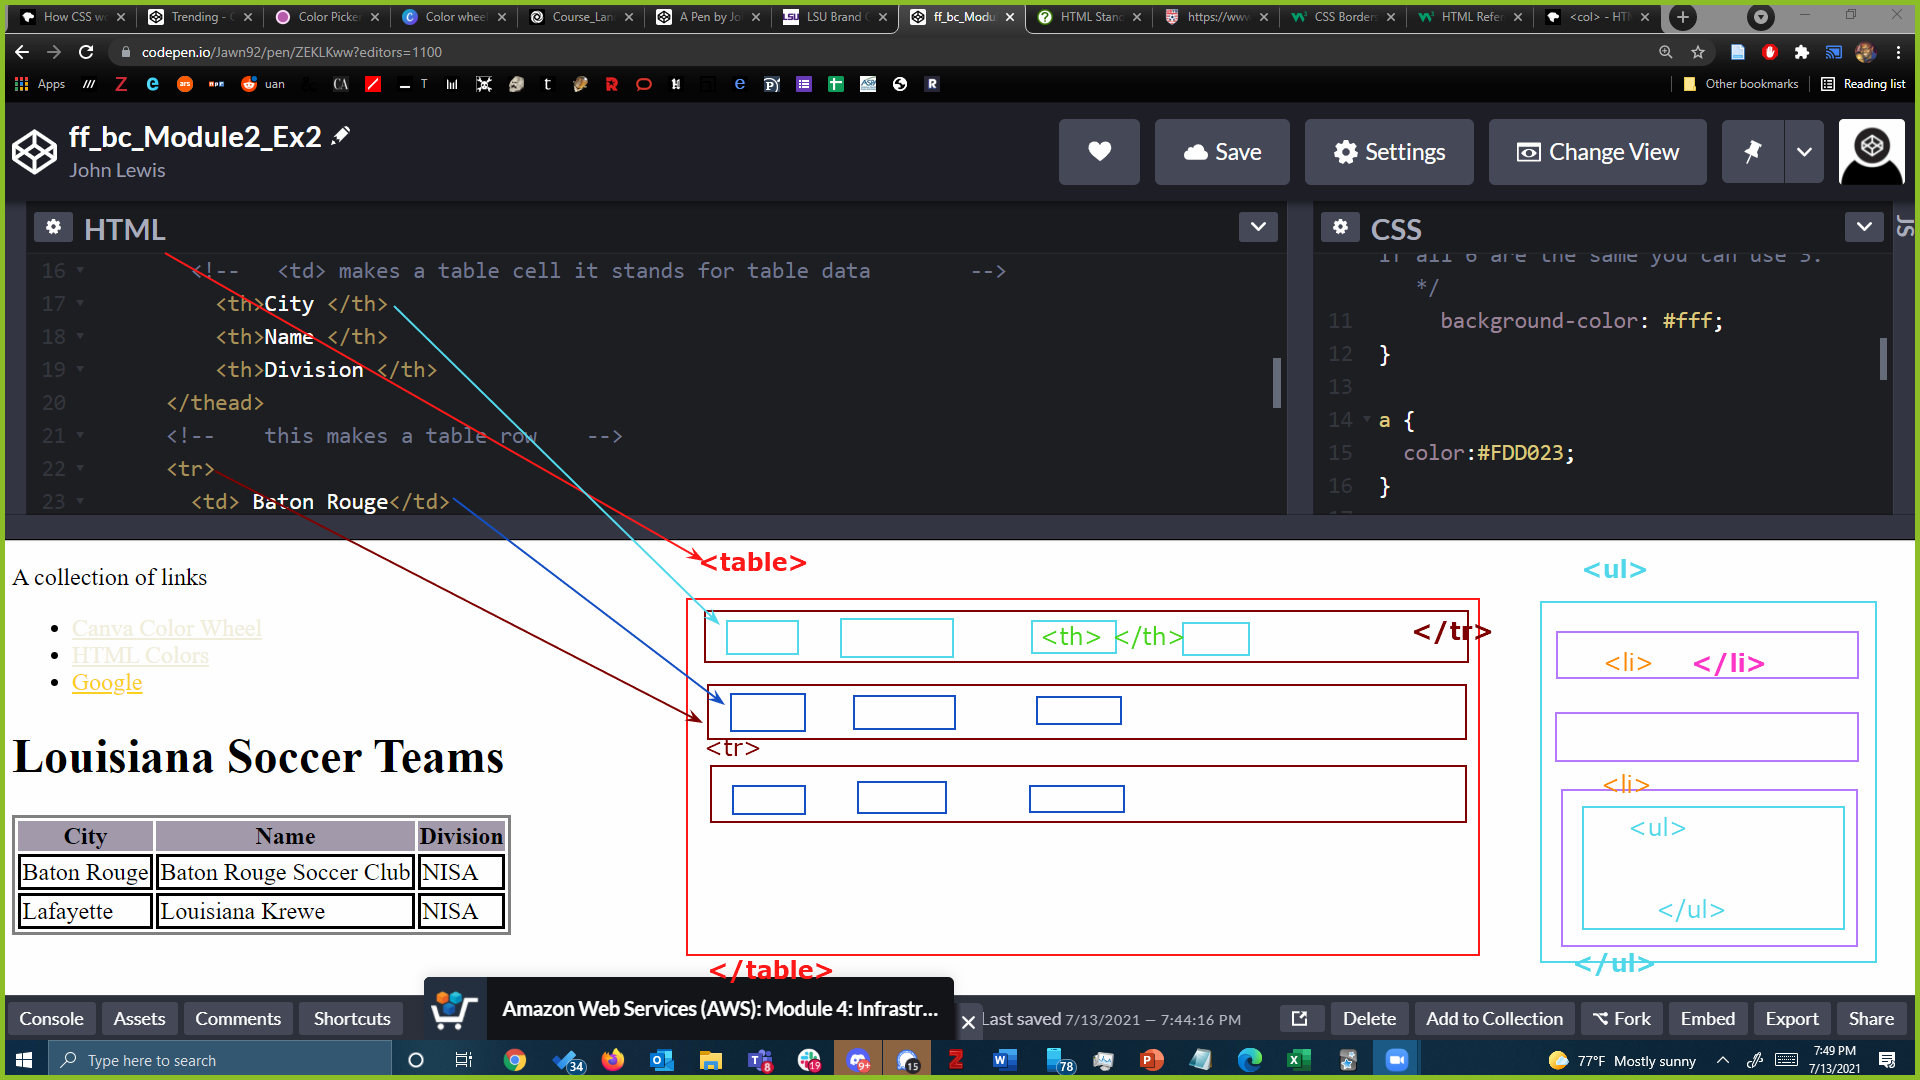 How CSS wo
Trending - C
Color Picker
Color wheel
Course_Lan
A Pen by Jo
LSU Brand C
ff_bc_Modu
HTML Stand
https://www
CSS Borders
HTML Refer
<col> - HT
codepen.io/Jawn92/pen/ZEKLKww?editors=1100
Apps
uan
CA
T
Other bookmarks
Reading list
ff_bc_Module2_Ex2
John Lewis
Save
Settings
Change View
HTML
16 <!-- <td> makes a table cell it stands for table data -->
17 <th>City </th>
18 <th>Name </th>
19 <th>Division </th>
20 </thead>
21 <!-- this makes a table row -->
22 <tr>
23 <td> Baton Rouge</td>
CSS
JS
if all 6 are the same you can use 3.
*/
11 background-color: #fff;
12 }
13
14 a {
15 color:#FDD023;
16 }
A collection of links
Canva Color Wheel
HTML Colors
Google
Louisiana Soccer Teams
City Name Division
Baton Rouge Baton Rouge Soccer Club NISA
Lafayette Louisiana Krewe NISA
<table>
<th> </th>
</tr>
<tr>
</table>
<ul>
<li> </li>
<li>
<ul>
</ul>
</ul>
Console
Assets
Comments
Shortcuts
Amazon Web Services (AWS): Module 4: Infrastr...
Last saved 7/13/2021 — 7:44:16 PM
Delete
Add to Collection
Fork
Embed
Export
Share
Type here to search
34
8
19
9+
15
78
77°F Mostly sunny
7:49 PM
7/13/2021